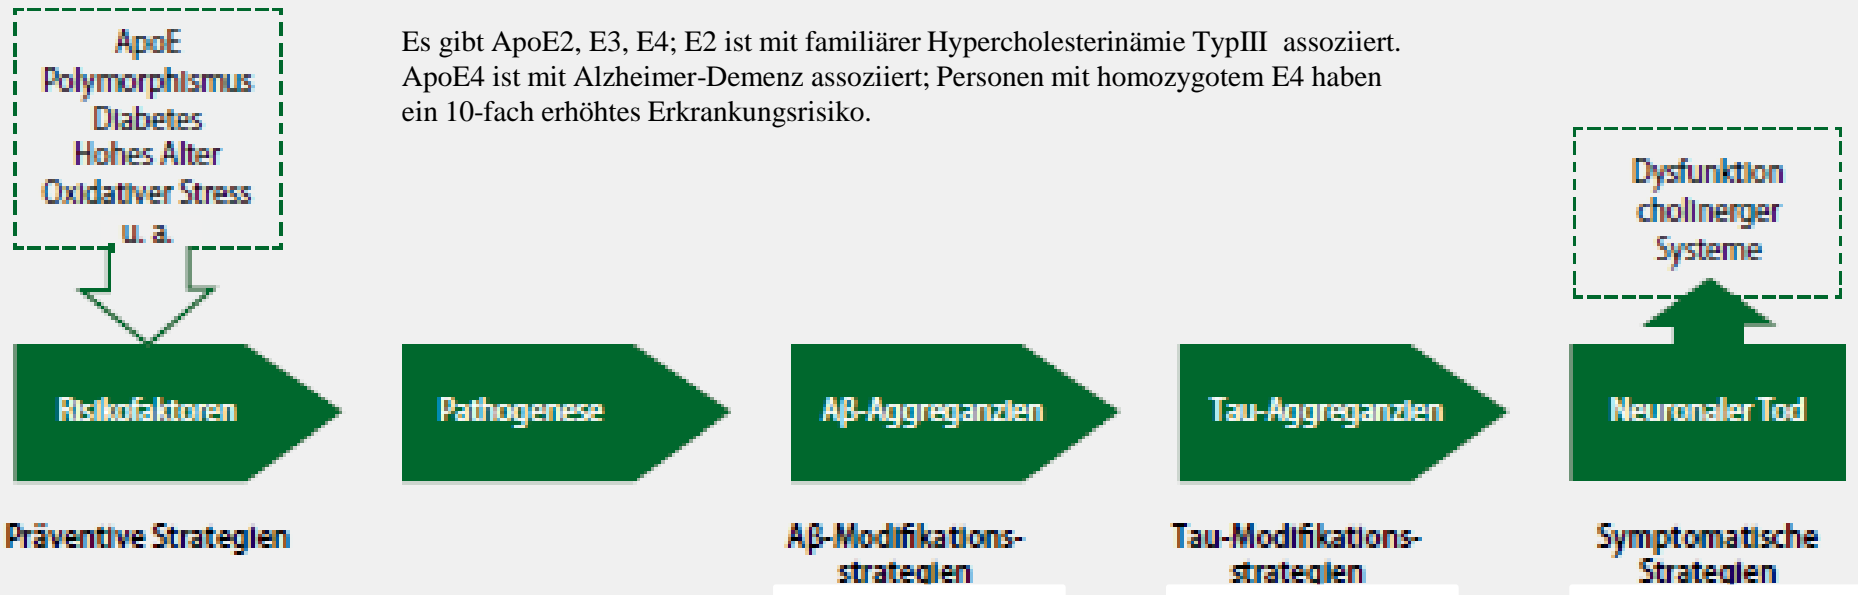 ApoE
Polymorphismus
Diabetes
Hohes Alter
Oxidativer Stress
u. a.
Es gibt ApoE2, E3, E4; E2 ist mit familiärer Hypercholesterinämie TypIII assoziiert.
ApoE4 ist mit Alzheimer-Demenz assoziiert; Personen mit homozygotem E4 haben
ein 10-fach erhöhtes Erkrankungsrisiko.
Dysfunktion
cholinerger
Systeme
Risikofaktoren
Pathogenese
Aβ-Aggreganzien
Tau-Aggreganzien
Neuronaler Tod
Präventive Strategien
Aβ-Modifikations-
strategien
Tau-Modifikations-
strategien
Symptomatische
Strategien